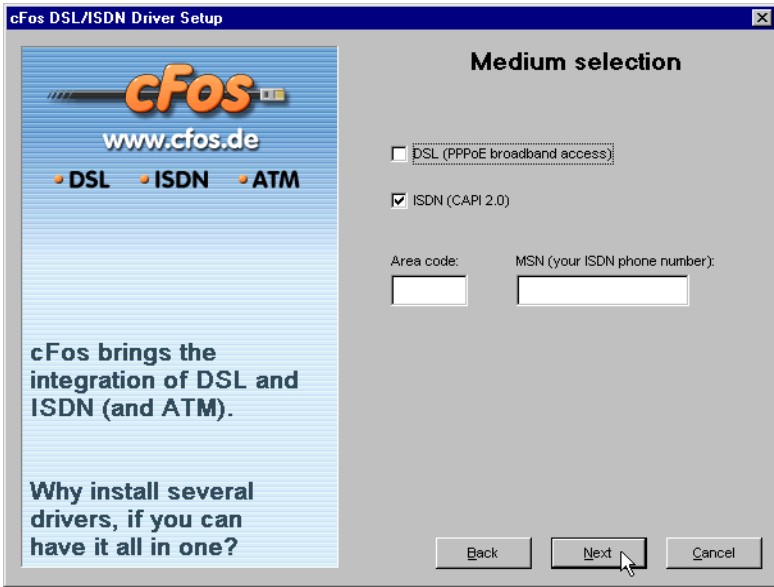 cFos DSL/ISDN Driver Setup
cFos
www.cfos.de
DSL ISDN ATM
cFos brings the
integration of DSL and
ISDN (and ATM).
Why install several
drivers, if you can
have it all in one?
Medium selection
DSL (PPPoE broadband access)
ISDN (CAPI 2.0)
Area code: MSN (your ISDN phone number):
Back Next Cancel